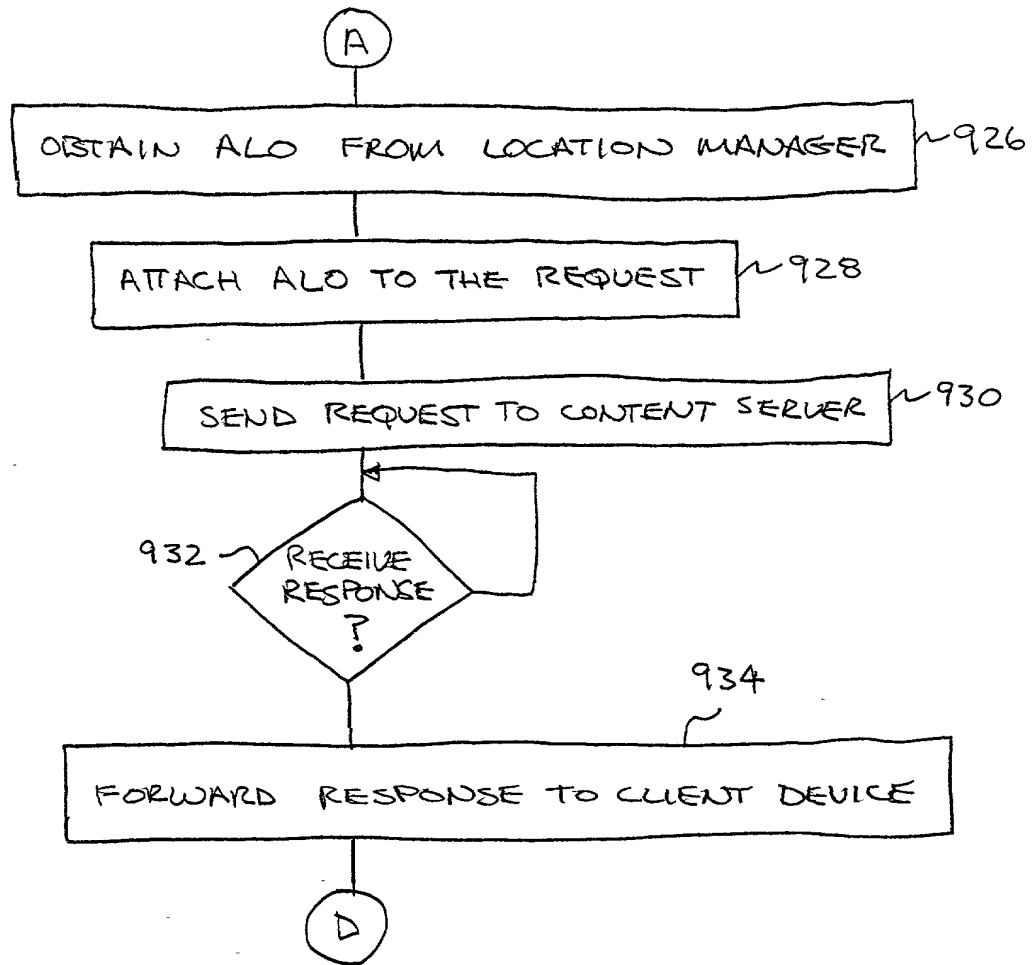 A
OBTAIN ALO FROM LOCATION MANAGER
926
ATTACH ALO TO THE REQUEST
928
SEND REQUEST TO CONTENT SERVER
930
932
RECEIVE
RESPONSE
?
934
FORWARD RESPONSE TO CLIENT DEVICE
D